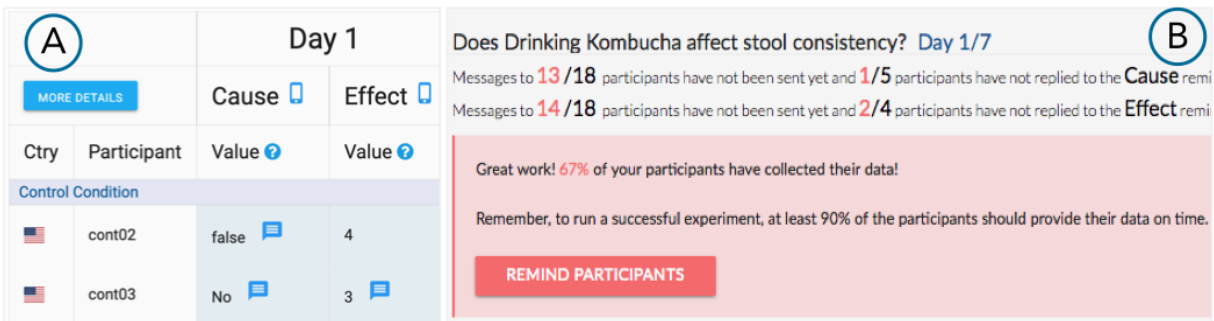 A
Day 1
MORE DETAILS
Cause
Effect
Ctry Participant Value ? Value ?
Control Condition
cont02 false 4
cont03 No 3
B
Does Drinking Kombucha affect stool consistency? Day 1/7
Messages to 13/18 participants have not been sent yet and 1/5 participants have not replied to the Cause remi
Messages to 14/18 participants have not been sent yet and 2/4 participants have not replied to the Effect remi
Great work! 67% of your participants have collected their data!
Remember, to run a successful experiment, at least 90% of the participants should provide their data on time.
REMIND PARTICIPANTS